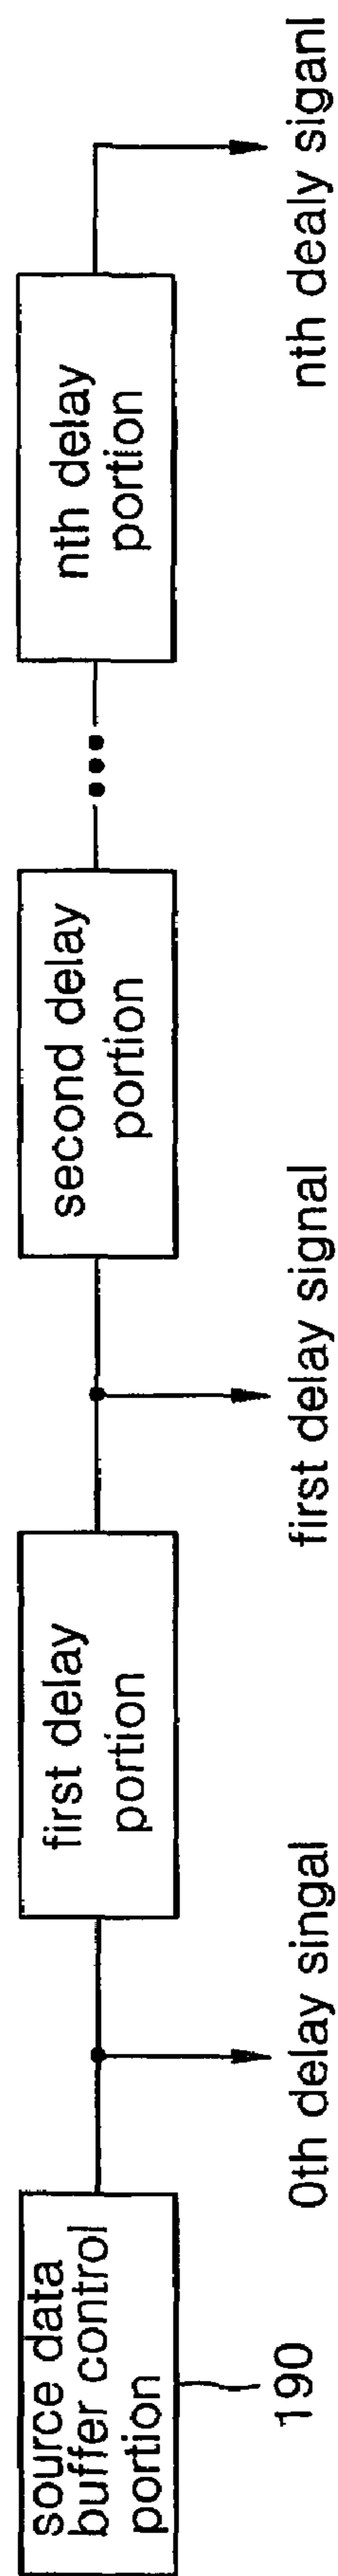 source data
buffer control
portion
190
0th delay singal
first delay
portion
first delay signal
second delay
portion
nth delay
portion
nth dealy siganl